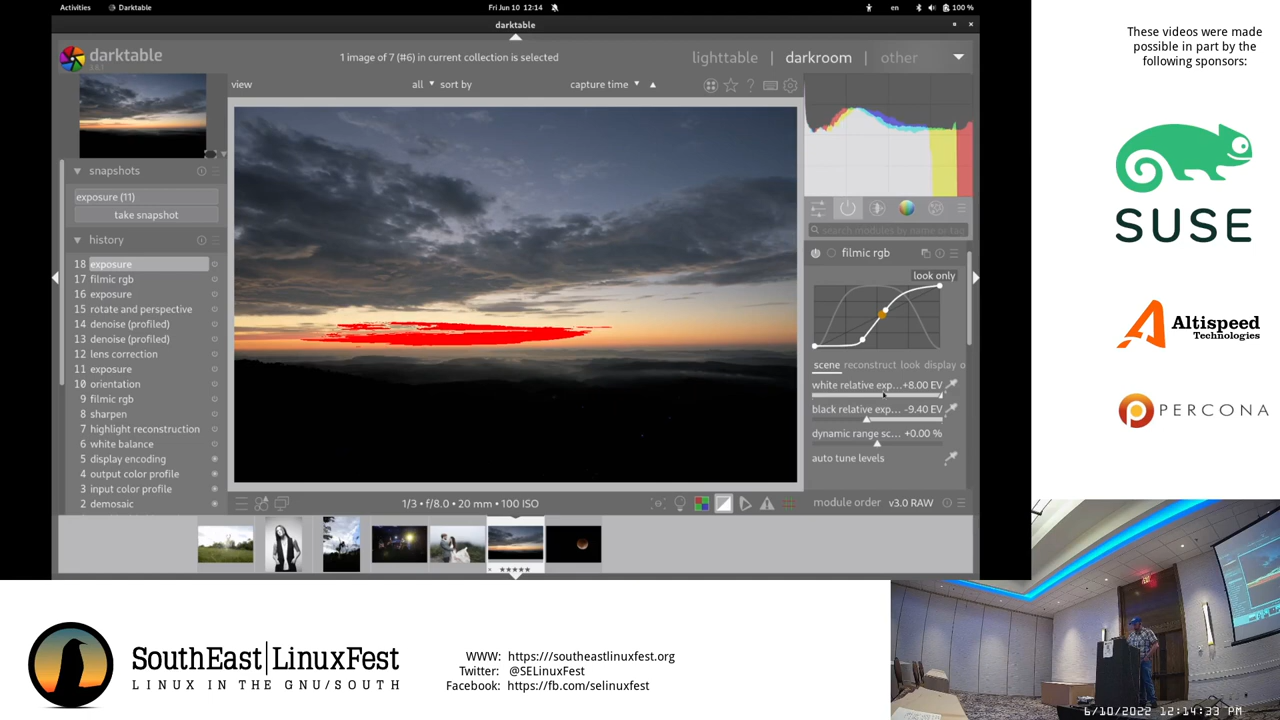 Activities
Darktable
Fri Jun 10 12:14
en
100 %
darktable
darktable
1 image of 7 (#6) in current collection is selected
lighttable | darkroom | other
view
all
sort by
capture time
snapshots
exposure (11)
take snapshot
history
18 exposure
17 filmic rgb
16 exposure
15 rotate and perspective
14 denoise (profiled)
13 denoise (profiled)
12 lens correction
11 exposure
10 orientation
9 filmic rgb
8 sharpen
7 highlight reconstruction
6 white balance
5 display encoding
4 output color profile
3 input color profile
2 demosaic
1/3 • f/8.0 • 20 mm • 100 ISO
★★★★★
filmic rgb
look only
scene reconstruct look display o
white relative exp... +8.00 EV
black relative exp... -9.40 EV
dynamic range sc... +0.00 %
auto tune levels
module order v3.0 RAW
These videos were made
possible in part by the
following sponsors:
SUSE
Altispeed
Technologies
PERCONA
SouthEast LinuxFest
LINUX IN THE GNU/SOUTH
WWW: https:///southeastlinuxfest.org
Twitter: @SELinuxFest
Facebook: https://fb.com/selinuxfest
6/10/2022 12:14:33 PM